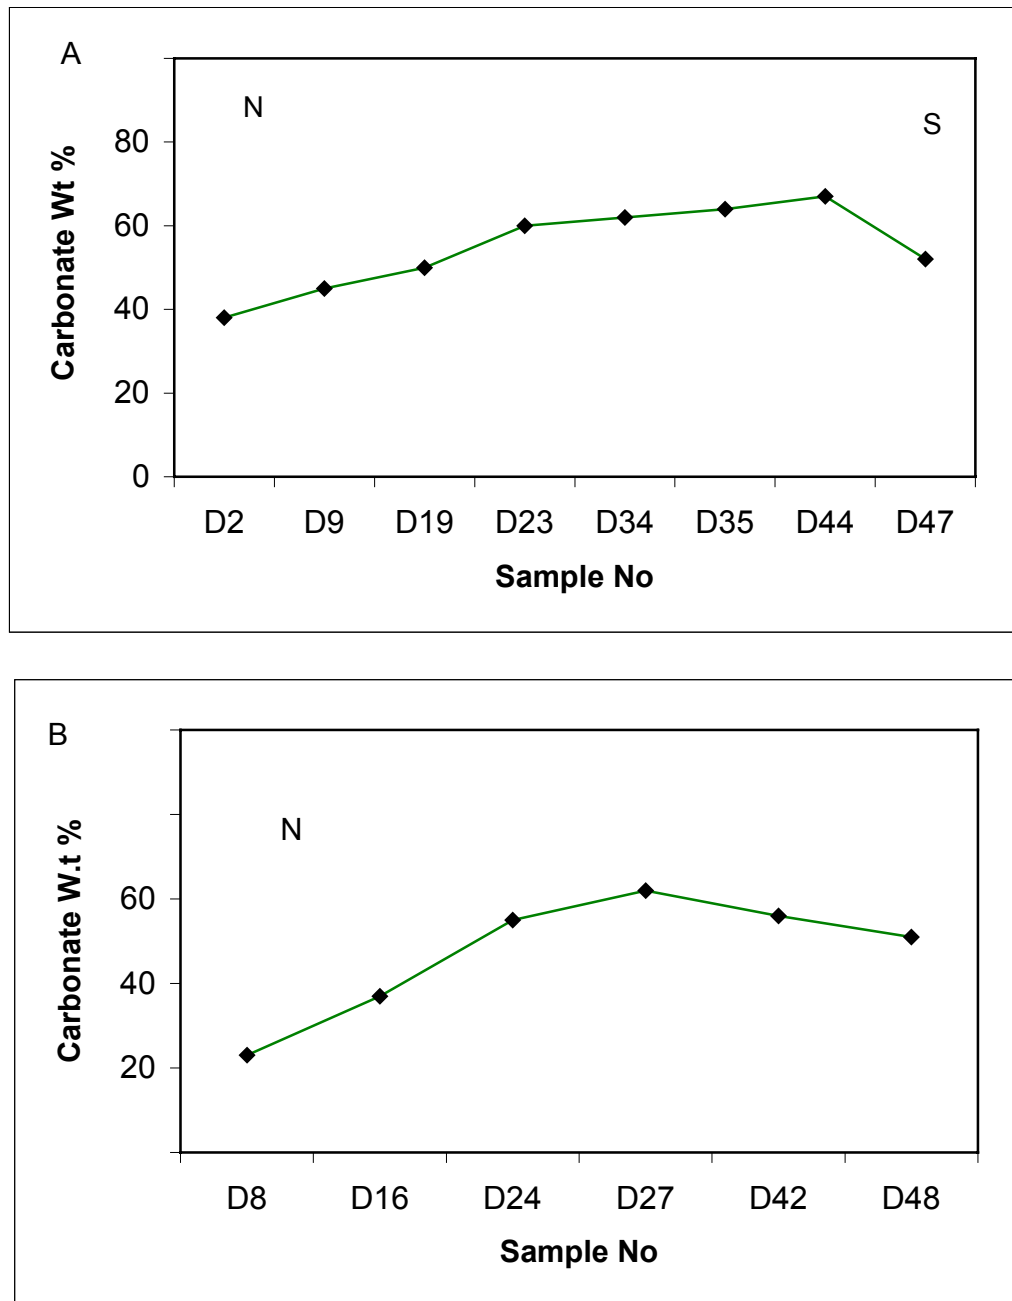 A
N
S
Carbonate Wt %
80
60
40
20
0
D2 D9 D19 D23 D34 D35 D44 D47
Sample No
B
N
Carbonate W.t %
60
40
20
D8 D16 D24 D27 D42 D48
Sample No